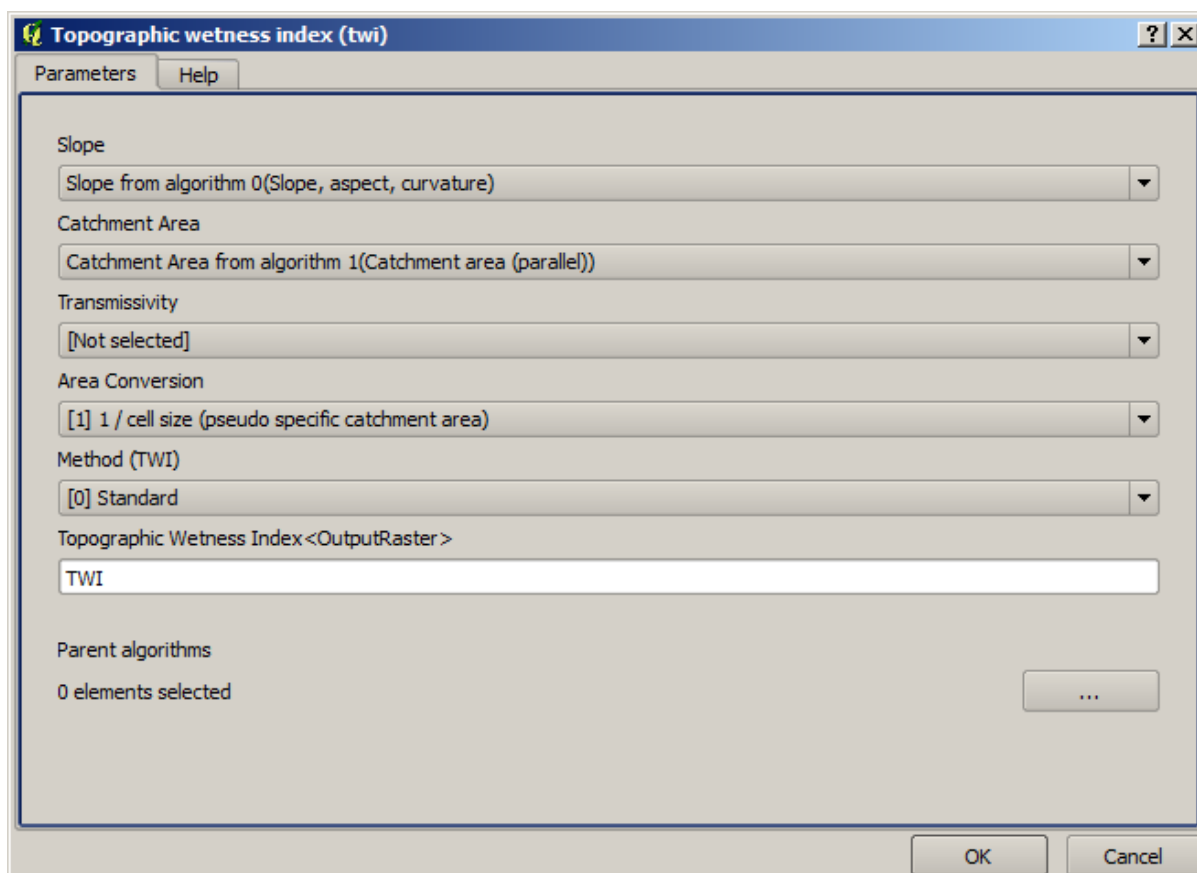 Topographic wetness index (twi)
Parameters Help
Slope
Slope from algorithm 0(Slope, aspect, curvature)
Catchment Area
Catchment Area from algorithm 1(Catchment area (parallel))
Transmissivity
[Not selected]
Area Conversion
[1] 1 / cell size (pseudo specific catchment area)
Method (TWI)
[0] Standard
Topographic Wetness Index<OutputRaster>
TWI
Parent algorithms
0 elements selected ...
OK Cancel